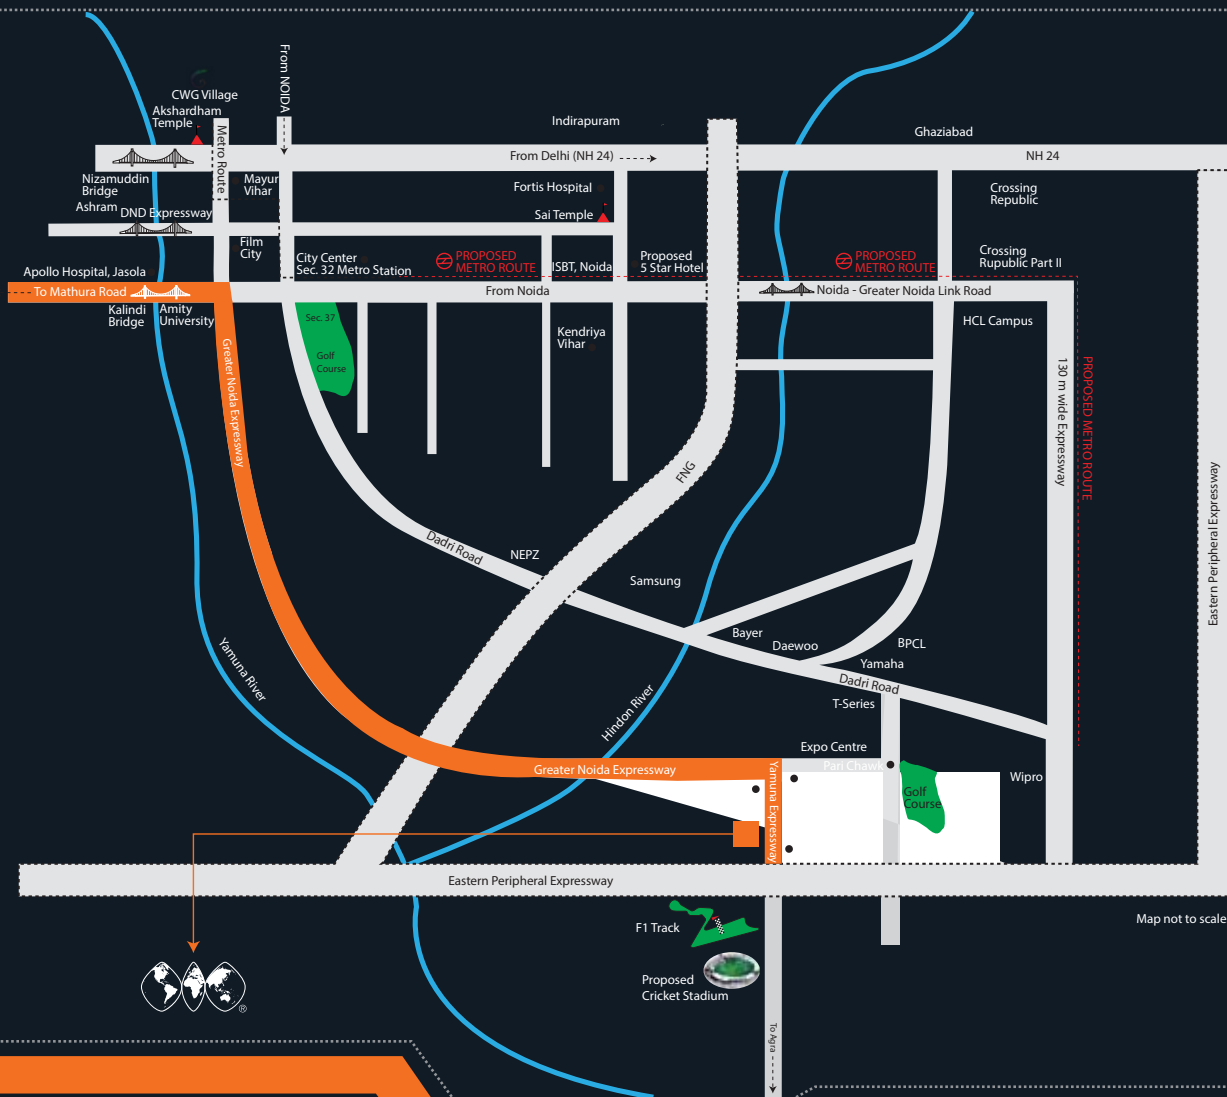 From NOIDA
CWG Village
Akshardham
Temple
Metro Route
Indirapuram
Ghaziabad
From Delhi (NH 24)
NH 24
Nizamuddin
Bridge
Mayur
Vihar
Fortis Hospital
Crossing
Republic
Ashram
DND Expressway
Sai Temple
Film
City
City Center
Sec. 32 Metro Station
PROPOSED
METRO ROUTE
ISBT, Noida
Proposed
5 Star Hotel
PROPOSED
METRO ROUTE
Crossing
Rupublic Part II
Apollo Hospital, Jasola
To Mathura Road
From Noida
Noida - Greater Noida Link Road
Kalindi
Bridge
Amity
University
Sec. 37
Golf
Course
Kendriya
Vihar
HCL Campus
Greater Noida Expressway
130 m wide Expressway
PROPOSED METRO ROUTE
FNG
Eastern Peripheral Expressway
Dadri Road
NEPZ
Samsung
Bayer
Daewoo
BPCL
Yamaha
Dadri Road
T-Series
Yamuna River
Hindon River
Expo Centre
Pari Chawk
Greater Noida Expressway
Yamuna Expressway
Golf
Course
Wipro
Eastern Peripheral Expressway
F1 Track
Map not to scale
Proposed
Cricket Stadium
®
To Agra